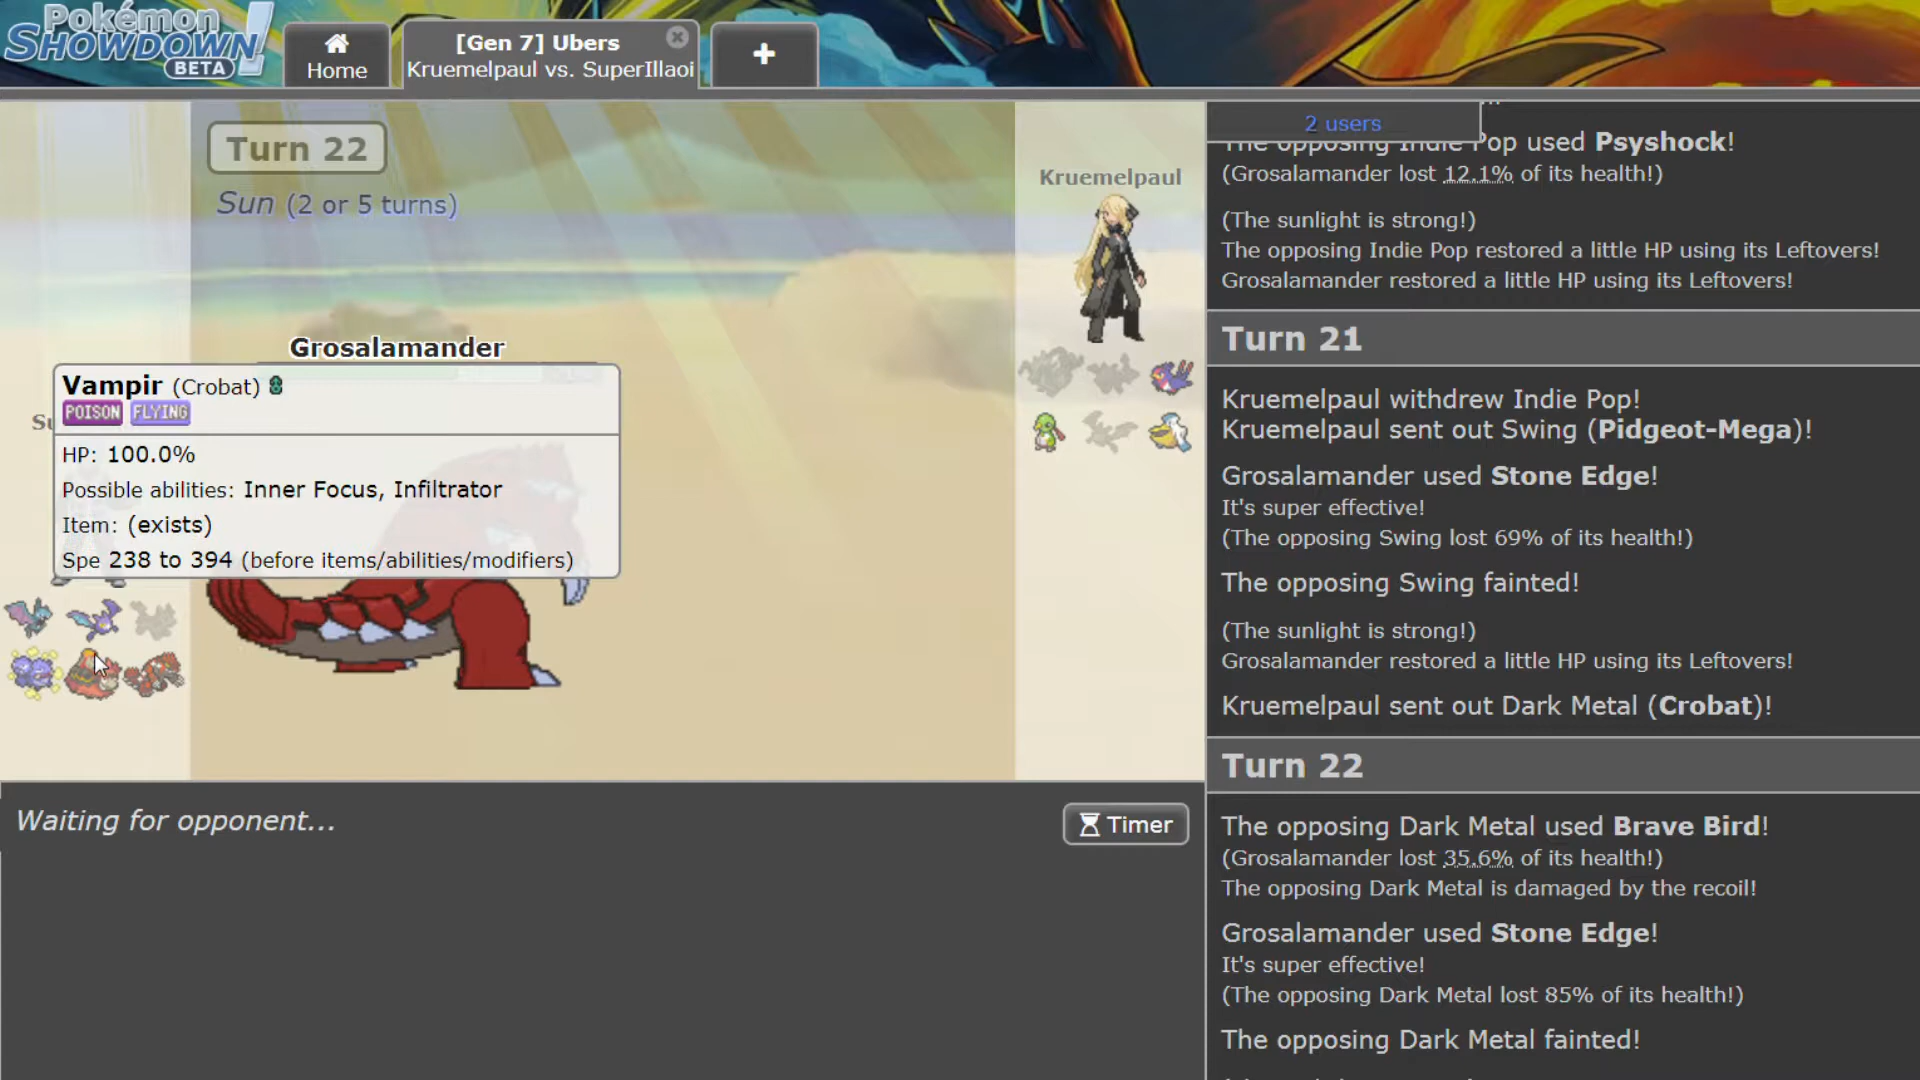 Pokémon
SHOWDOWN!
BETA
Home
[Gen 7] Ubers
Kruemelpaul vs. SuperIllaoi
Turn 22
Sun (2 or 5 turns)
Grosalamander
Vampir (Crobat)
POISON FLYING
HP: 100.0%
Possible abilities: Inner Focus, Infiltrator
Item: (exists)
Spe 238 to 394 (before items/abilities/modifiers)
Kruemelpaul
Waiting for opponent...
Timer
2 users
The opposing Indie Pop used Psyshock!
(Grosalamander lost 12.1% of its health!)
(The sunlight is strong!)
The opposing Indie Pop restored a little HP using its Leftovers!
Grosalamander restored a little HP using its Leftovers!
Turn 21
Kruemelpaul withdrew Indie Pop!
Kruemelpaul sent out Swing (Pidgeot-Mega)!
Grosalamander used Stone Edge!
It's super effective!
(The opposing Swing lost 69% of its health!)
The opposing Swing fainted!
(The sunlight is strong!)
Grosalamander restored a little HP using its Leftovers!
Kruemelpaul sent out Dark Metal (Crobat)!
Turn 22
The opposing Dark Metal used Brave Bird!
(Grosalamander lost 35.6% of its health!)
The opposing Dark Metal is damaged by the recoil!
Grosalamander used Stone Edge!
It's super effective!
(The opposing Dark Metal lost 85% of its health!)
The opposing Dark Metal fainted!